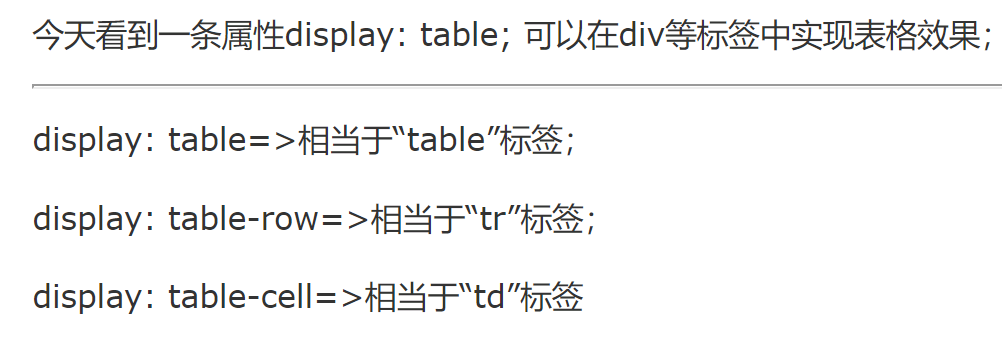 今天看到一条属性display: table; 可以在div等标签中实现表格效果；
display: table=>相当于“table”标签；
display: table-row=>相当于“tr”标签；
display: table-cell=>相当于“td”标签